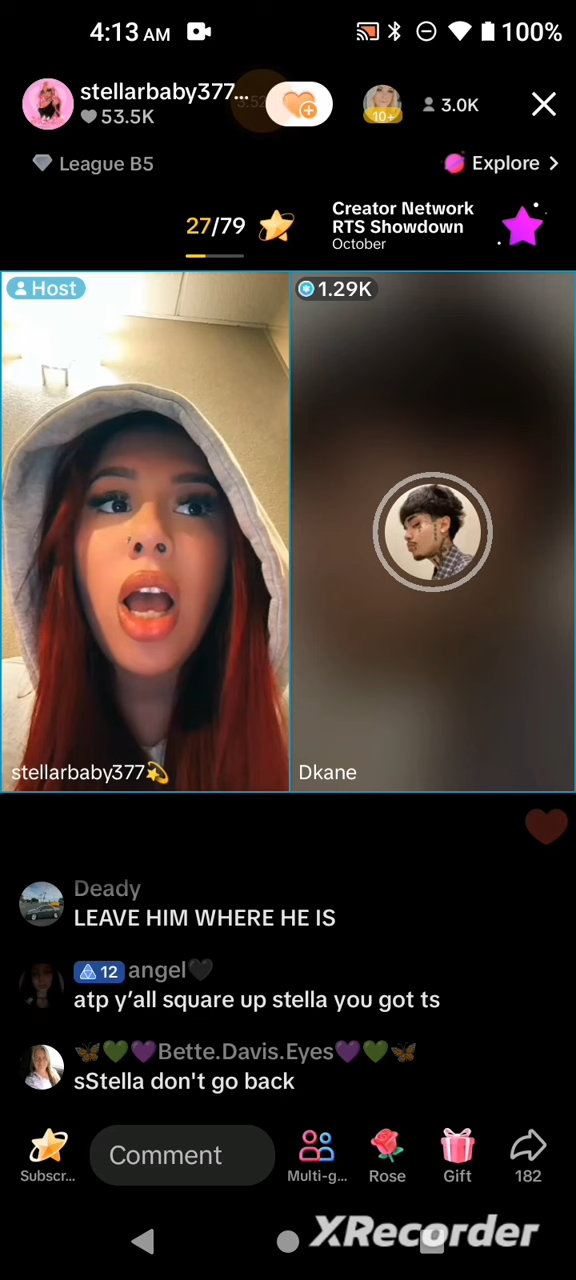 4:13 AM
100%
stellarbaby377...
53.5K
10+
3.0K
League B5
Explore >
27/79
Creator Network
RTS Showdown
October
Host
1.29K
stellarbaby377💫
Dkane
Deady
LEAVE HIM WHERE HE IS
12 angel🖤
atp y’all square up stella you got ts
🦋💚💜Bette.Davis.Eyes💜💚🦋
sStella don't go back
Subscr...
Comment
Multi-g...
Rose
Gift
182
XRecorder